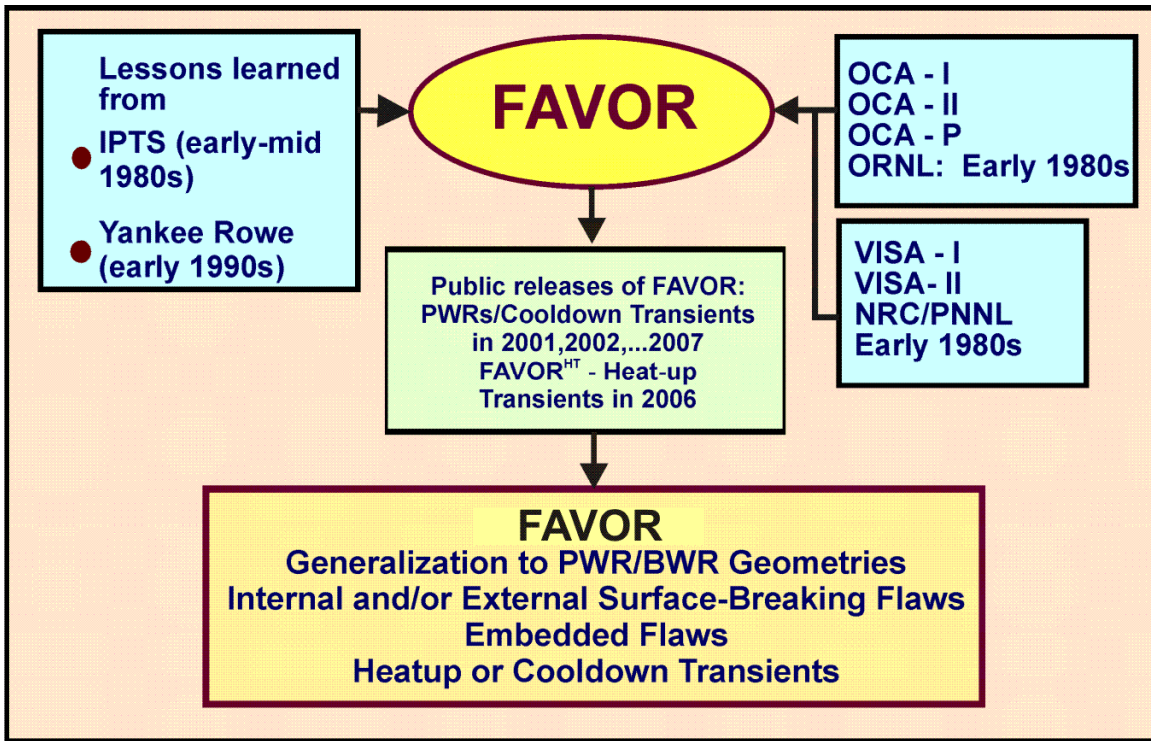 Lessons learned
from
IPTS (early-mid
1980s)
Yankee Rowe
(early 1990s)
FAVOR
OCA - I
OCA - II
OCA - P
ORNL: Early 1980s
VISA - I
VISA- II
NRC/PNNL
Early 1980s
Public releases of FAVOR:
PWRs/Cooldown Transients
in 2001,2002,...2007
FAVORᴴᵀ - Heat-up
Transients in 2006
FAVOR
Generalization to PWR/BWR Geometries
Internal and/or External Surface-Breaking Flaws
Embedded Flaws
Heatup or Cooldown Transients